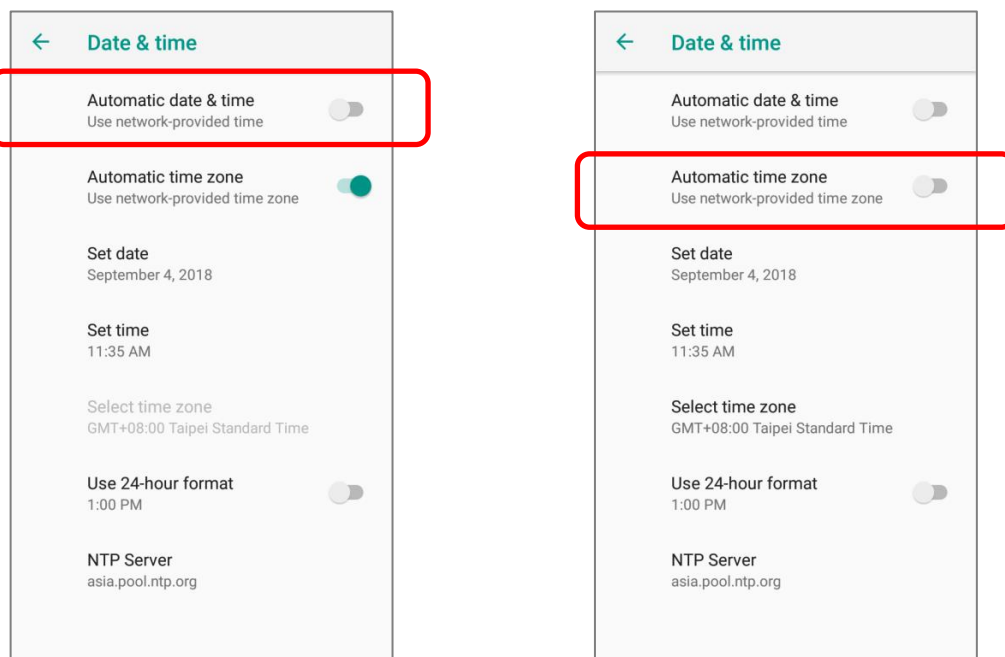 Date & time
Automatic date & time
Use network-provided time
Automatic time zone
Use network-provided time zone
Set date
September 4, 2018
Set time
11:35 AM
Select time zone
GMT+08:00 Taipei Standard Time
Use 24-hour format
1:00 PM
NTP Server
asia.pool.ntp.org
Date & time
Automatic date & time
Use network-provided time
Automatic time zone
Use network-provided time zone
Set date
September 4, 2018
Set time
11:35 AM
Select time zone
GMT+08:00 Taipei Standard Time
Use 24-hour format
1:00 PM
NTP Server
asia.pool.ntp.org